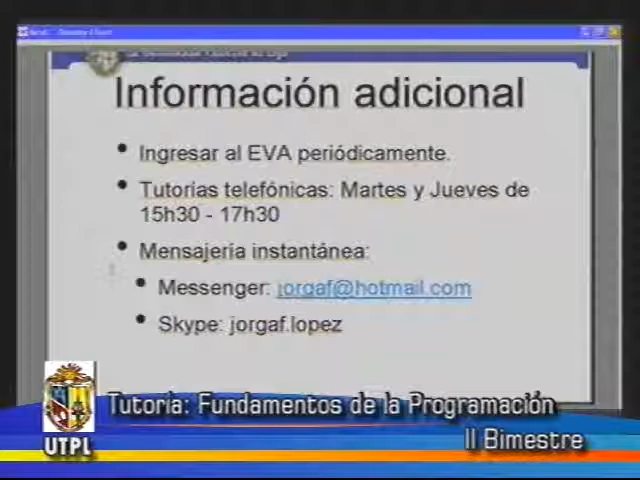 Información adicional
• Ingresar al EVA periódicamente.
• Tutorías telefónicas: Martes y Jueves de
15h30 - 17h30
• Mensajería instantánea:
• Messenger: jorgaf@hotmail.com
• Skype: jorgaf.lopez
Tutoría: Fundamentos de la Programación
II Bimestre
UTPL